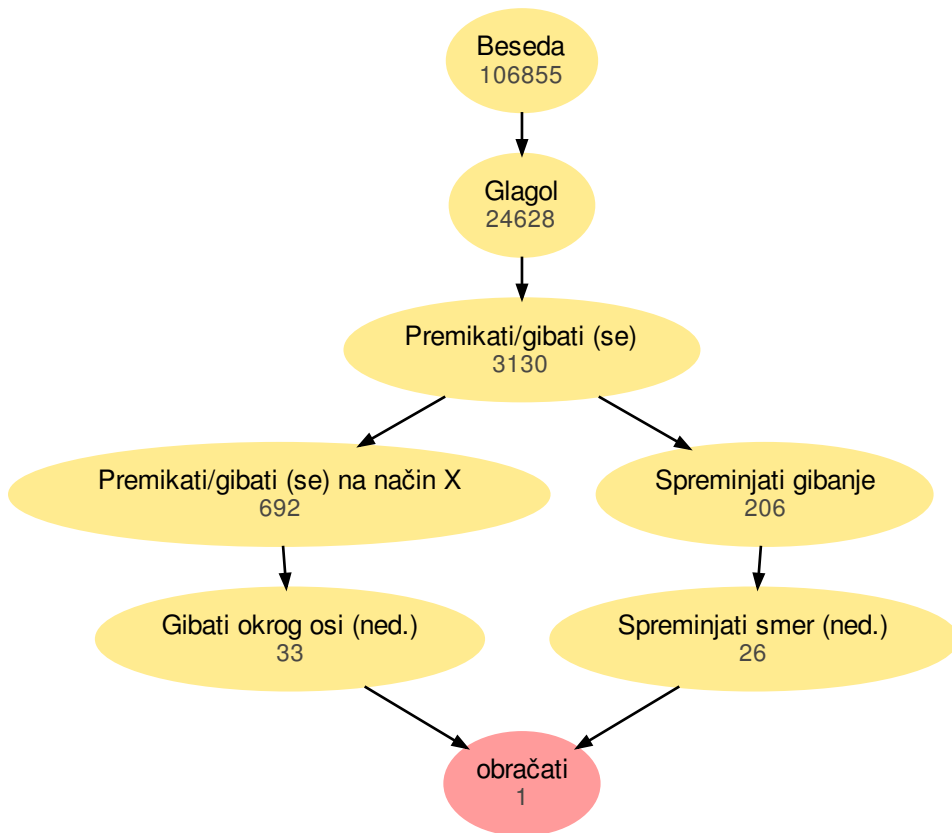 Beseda
106855
Glagol
24628
Premikati/gibati (se)
3130
Premikati/gibati (se) na način X
692
Spreminjati gibanje
206
Gibati okrog osi (ned.)
33
Spreminjati smer (ned.)
26
obračati
1